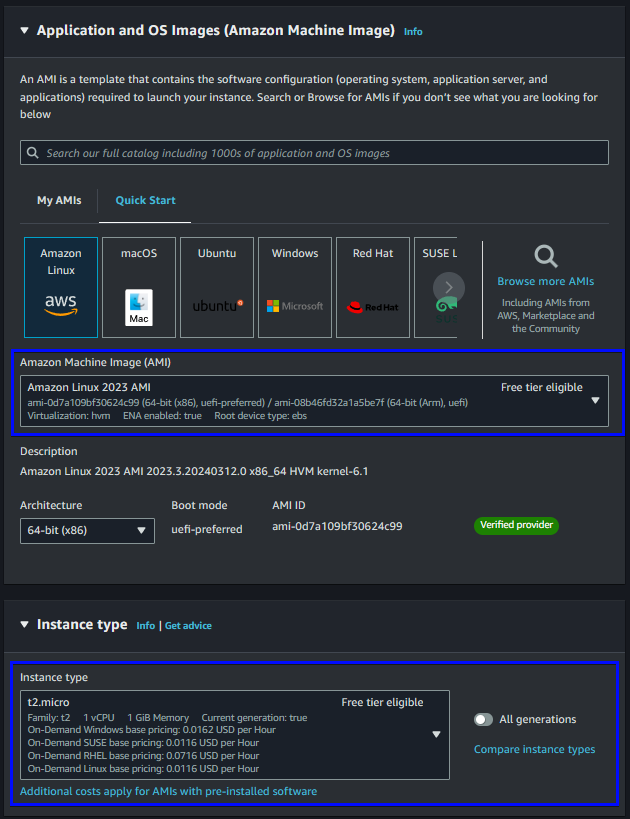 Application and OS Images (Amazon Machine Image) Info
An AMI is a template that contains the software configuration (operating system, application server, and
applications) required to launch your instance. Search or Browse for AMIs if you don't see what you are looking for
below
Search our full catalog including 1000s of application and OS images
My AMIs Quick Start
Amazon
Linux
aws
macOS
Mac
Ubuntu
ubuntu
Windows
Microsoft
Red Hat
Red Hat
SUSE L
Browse more AMIs
Including AMIs from
AWS, Marketplace and
the Community
Amazon Machine Image (AMI)
Amazon Linux 2023 AMI Free tier eligible
ami-0d7a109bf30624c99 (64-bit (x86), uefi-preferred) / ami-08b46fd32a1a5be7f (64-bit (Arm), uefi)
Virtualization: hvm ENA enabled: true Root device type: ebs
Description
Amazon Linux 2023 AMI 2023.3.20240312.0 x86_64 HVM kernel-6.1
Architecture Boot mode AMI ID
64-bit (x86) uefi-preferred ami-0d7a109bf30624c99 Verified provider
Instance type Info | Get advice
Instance type
t2.micro Free tier eligible
Family: t2 1 vCPU 1 GiB Memory Current generation: true
On-Demand Windows base pricing: 0.0162 USD per Hour
On-Demand SUSE base pricing: 0.0116 USD per Hour
On-Demand RHEL base pricing: 0.0716 USD per Hour
On-Demand Linux base pricing: 0.0116 USD per Hour
All generations
Compare instance types
Additional costs apply for AMIs with pre-installed software